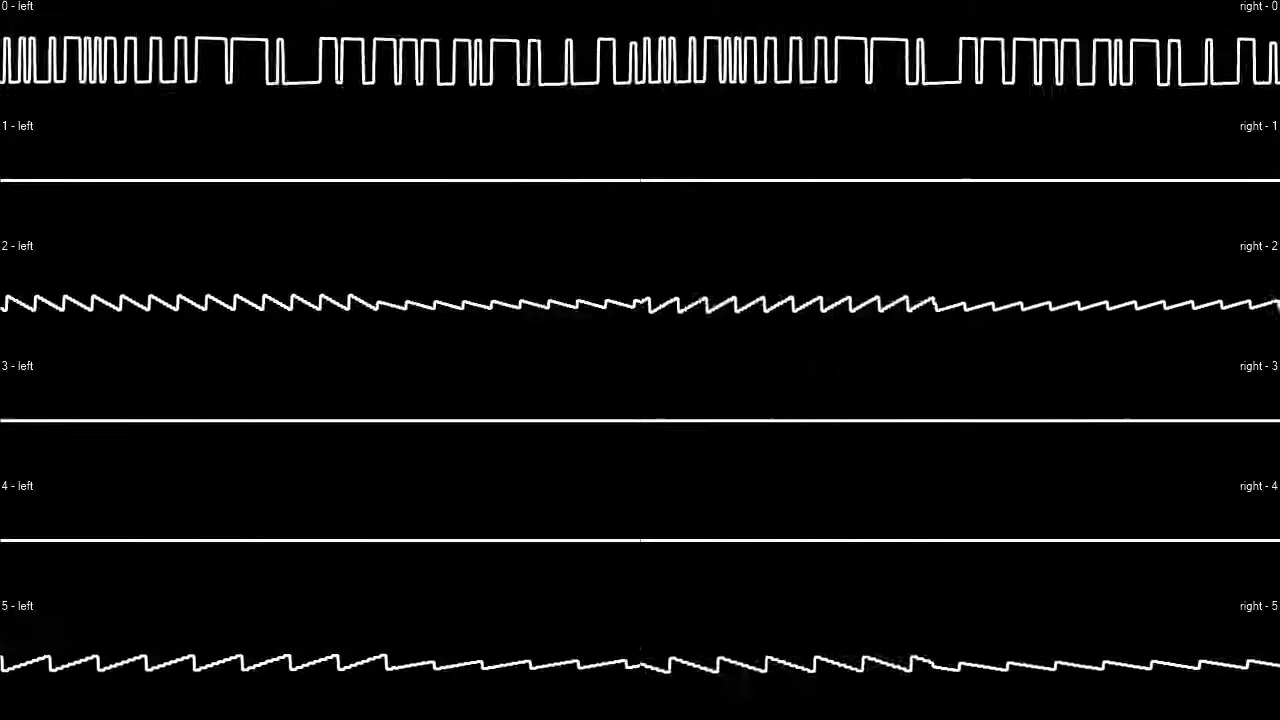 0 - left right - 0
1 - left right - 1
2 - left right - 2
3 - left right - 3
4 - left right - 4
5 - left right - 5